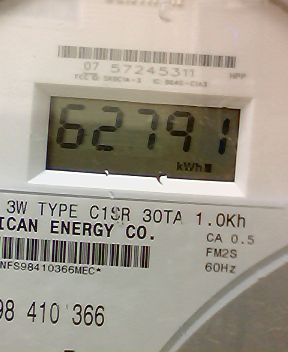 07 57245311 HPP
62791
kWh
3W TYPE C1SR 30TA 1.0Kh
ICAN ENERGY CO.
CA 0.5
FM2S
60Hz
NFS98410366MEC*
98 410 366